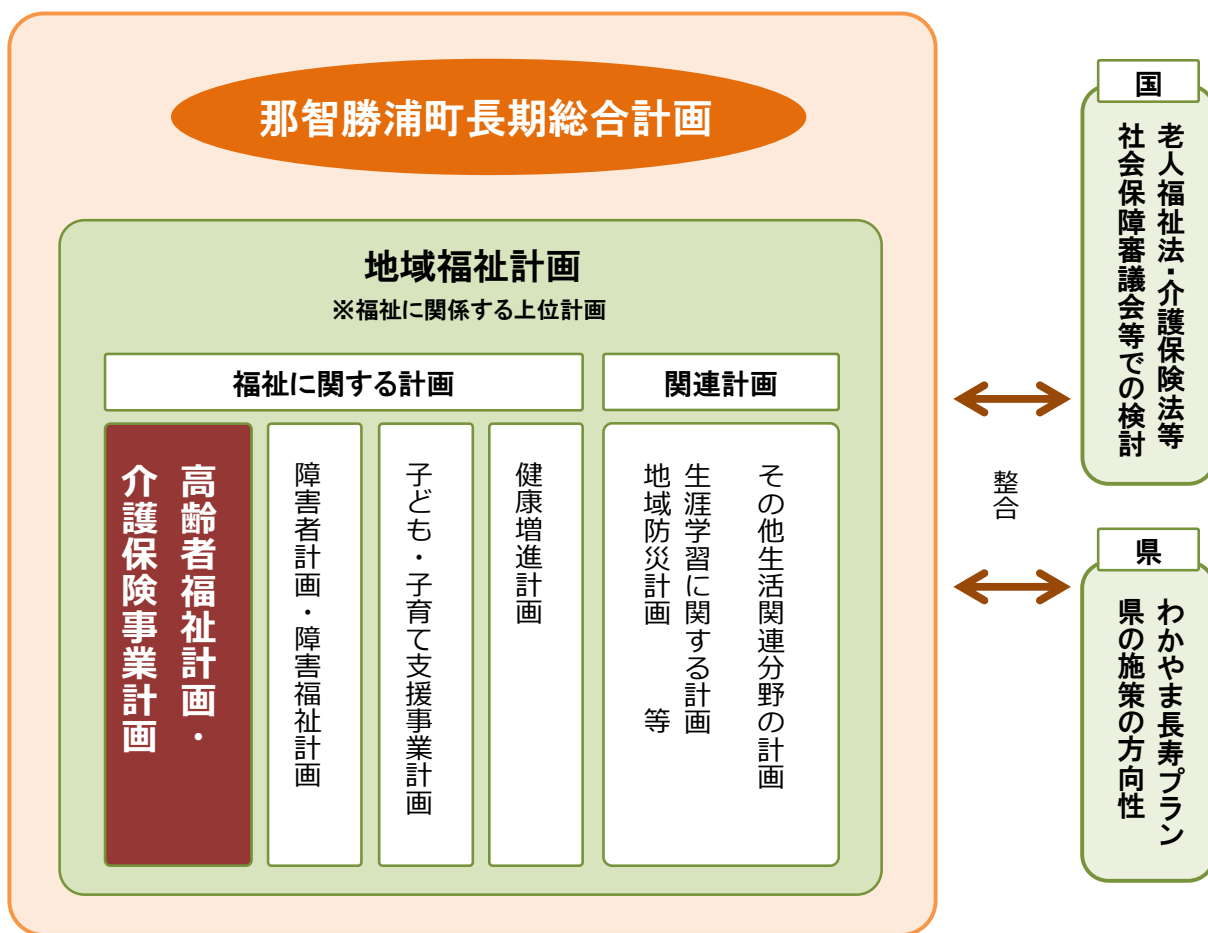 那智勝浦町長期総合計画
地域福祉計画
※福祉に関係する上位計画
福祉に関する計画
関連計画
高齢者福祉計画・
介護保険事業計画
障害者計画・障害福祉計画
子ども・子育て支援事業計画
健康増進計画
その他生活関連分野の計画
生涯学習に関する計画
地域防災計画 等
整合
国
老人福祉法・介護保険法等
社会保障審議会等での検討
県
わかやま長寿プラン
県の施策の方向性